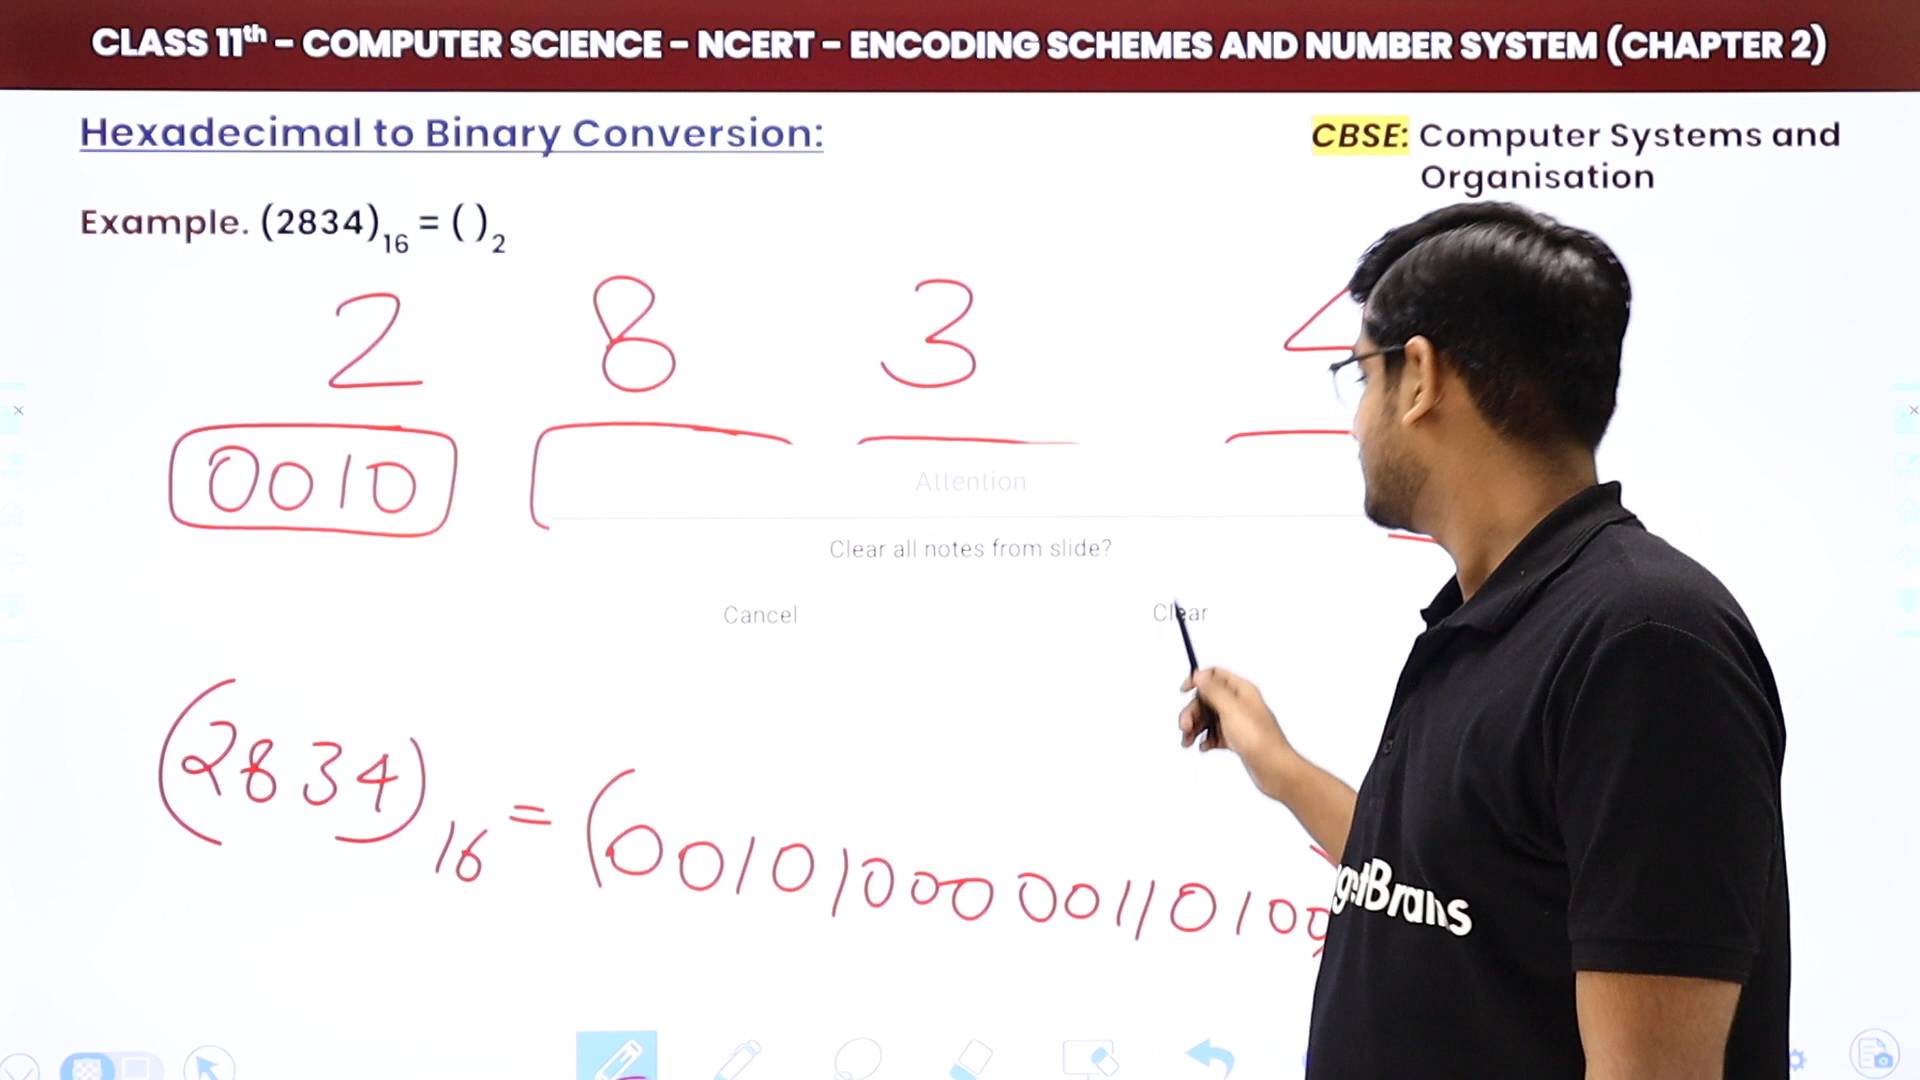 CLASS 11th – COMPUTER SCIENCE – NCERT – ENCODING SCHEMES AND NUMBER SYSTEM (CHAPTER 2)
Hexadecimal to Binary Conversion:
CBSE: Computer Systems and
Organisation
Example. (2834)16 = ( )2
2 8 3
0010
Attention
Clear all notes from slide?
Cancel Clear
(2834)16 = (0010100000110100